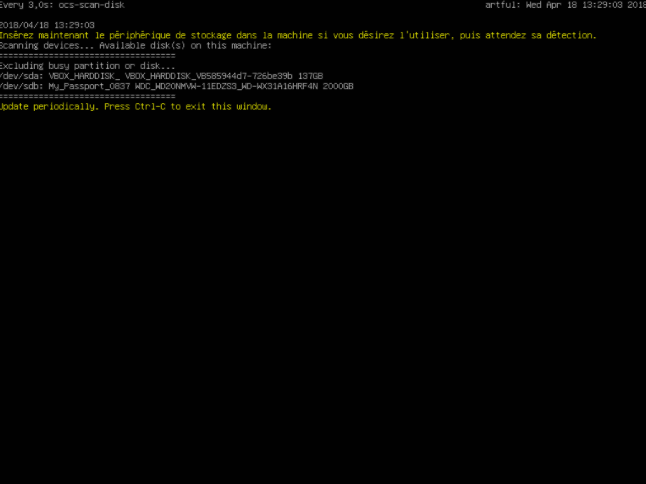 Every 3,0s: ocs-scan-disk artful: Wed Apr 18 13:29:03 2018
2018/04/18 13:29:03
Insérez maintenant le périphérique de stockage dans la machine si vous désirez l'utiliser, puis attendez sa détection.
Scanning devices... Available disk(s) on this machine:
===================================
Excluding busy partition or disk...
/dev/sda: VBOX_HARDDISK_ VBOX_HARDDISK_VB585944d7-726be39b 137GB
/dev/sdb: My_Passport_0837 WDC_WD20NMVW-11EDZS3_WD-WX31A16HRF4N 2000GB
===================================
Update periodically. Press Ctrl-C to exit this window.